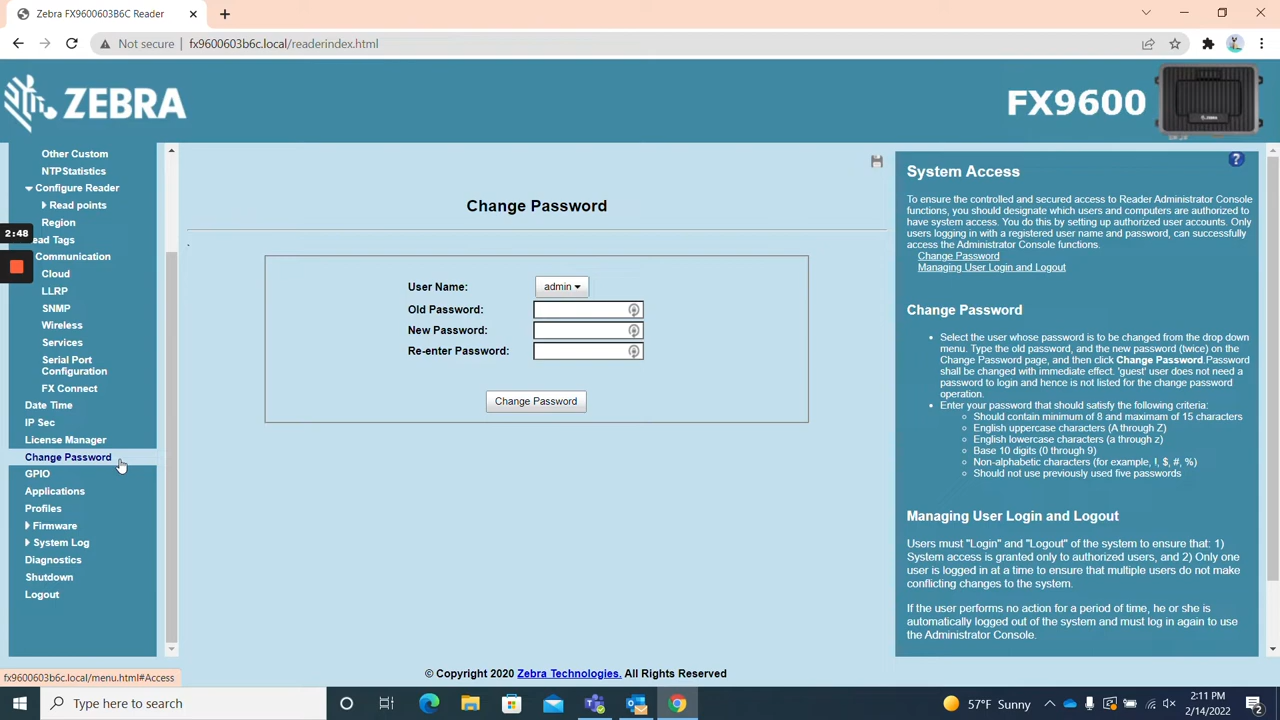 Zebra FX9600603B6C Reader
Not secure
fx9600603b6c.local/readerindex.html
ZEBRA
FX9600
Other Custom
NTPStatistics
Configure Reader
Read points
Region
ead Tags
Communication
Cloud
LLRP
SNMP
Wireless
Services
Serial Port
Configuration
FX Connect
Date Time
IP Sec
License Manager
Change Password
GPIO
Applications
Profiles
Firmware
System Log
Diagnostics
Shutdown
Logout
2:48
Change Password
User Name:
admin
Old Password:
New Password:
Re-enter Password:
Change Password
System Access
To ensure the controlled and secured access to Reader Administrator Console
functions, you should designate which users and computers are authorized to
have system access. You do this by setting up authorized user accounts. Only
users logging in with a registered user name and password, can successfully
access the Administrator Console functions.
Change Password
Managing User Login and Logout
Change Password
• Select the user whose password is to be changed from the drop down
menu. Type the old password, and the new password (twice) on the
Change Password page, and then click Change Password.Password
shall be changed with immediate effect. 'guest' user does not need a
password to login and hence is not listed for the change password
operation.
• Enter your password that should satisfy the following criteria:
Should contain minimum of 8 and maximam of 15 characters
English uppercase characters (A through Z)
English lowercase characters (a through z)
Base 10 digits (0 through 9)
Non-alphabetic characters (for example, !, $, #, %)
Should not use previously used five passwords
Managing User Login and Logout
Users must "Login" and "Logout" of the system to ensure that: 1)
System access is granted only to authorized users, and 2) Only one
user is logged in at a time to ensure that multiple users do not make
conflicting changes to the system.
If the user performs no action for a period of time, he or she is
automatically logged out of the system and must log in again to use
the Administrator Console.
fx9600603b6c.local/menu.html#Access
© Copyright 2020 Zebra Technologies. All Rights Reserved
Type here to search
57°F Sunny
2:11 PM
2/14/2022
2